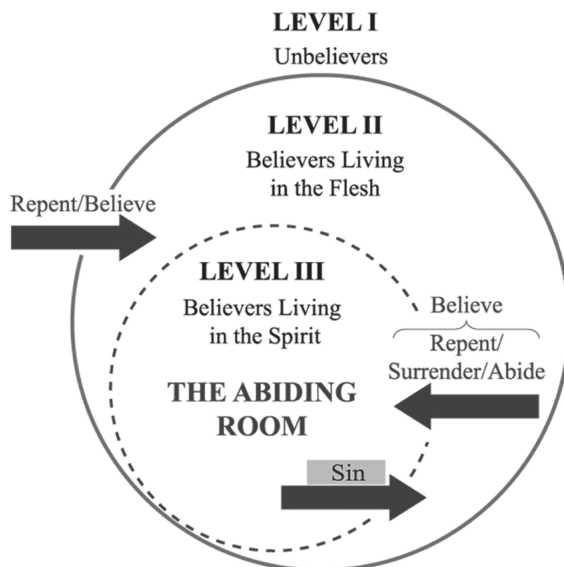 LEVEL I
Unbelievers
LEVEL II
Believers Living
in the Flesh
Repent/Believe
LEVEL III
Believers Living
in the Spirit
Believe
Repent/
Surrender/Abide
THE ABIDING
ROOM
Sin